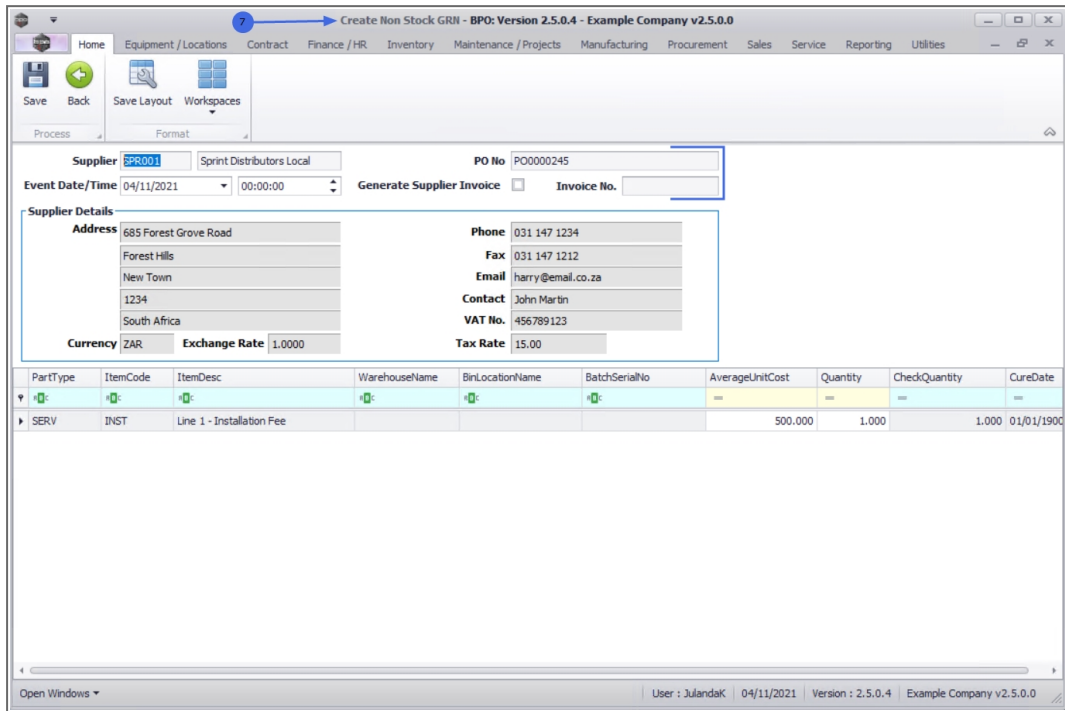 7
Create Non Stock GRN - BPO: Version 2.5.0.4 - Example Company v2.5.0.0
Home Equipment / Locations Contract Finance / HR Inventory Maintenance / Projects Manufacturing Procurement Sales Service Reporting Utilities
Save Back Save Layout Workspaces
Process Format
Supplier SPR001 Sprint Distributors Local PO No PO0000245
Event Date/Time 04/11/2021 00:00:00 Generate Supplier Invoice Invoice No.
Supplier Details
Address 685 Forest Grove Road Phone 031 147 1234
Forest Hills Fax 031 147 1212
New Town Email harry@email.co.za
1234 Contact John Martin
South Africa VAT No. 456789123
Currency ZAR Exchange Rate 1.0000 Tax Rate 15.00
PartType ItemCode ItemDesc WarehouseName BinLocationName BatchSerialNo AverageUnitCost Quantity CheckQuantity CureDate
SERV INST Line 1 - Installation Fee 500.000 1.000 1.000 01/01/1900
Open Windows User : JulandaK 04/11/2021 Version : 2.5.0.4 Example Company v2.5.0.0